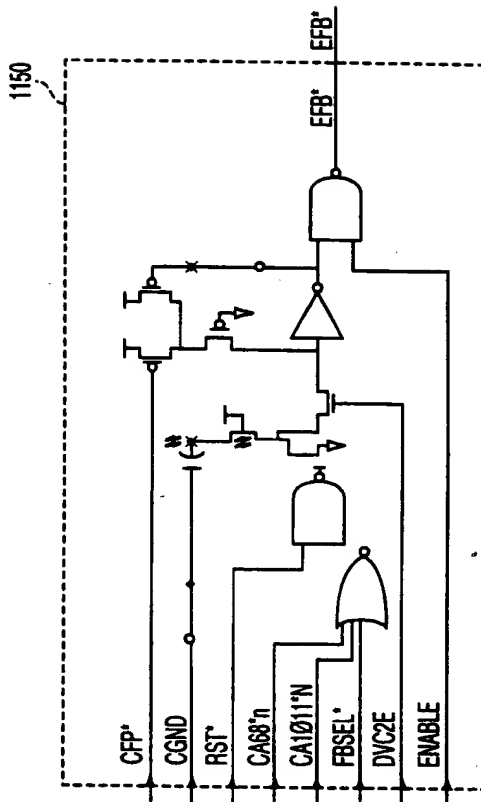 1150
CFP*
CGND
RST*
CA68*n
CA1011*N
FBSEL*
DVC2E
ENABLE
EFB*
EFB*